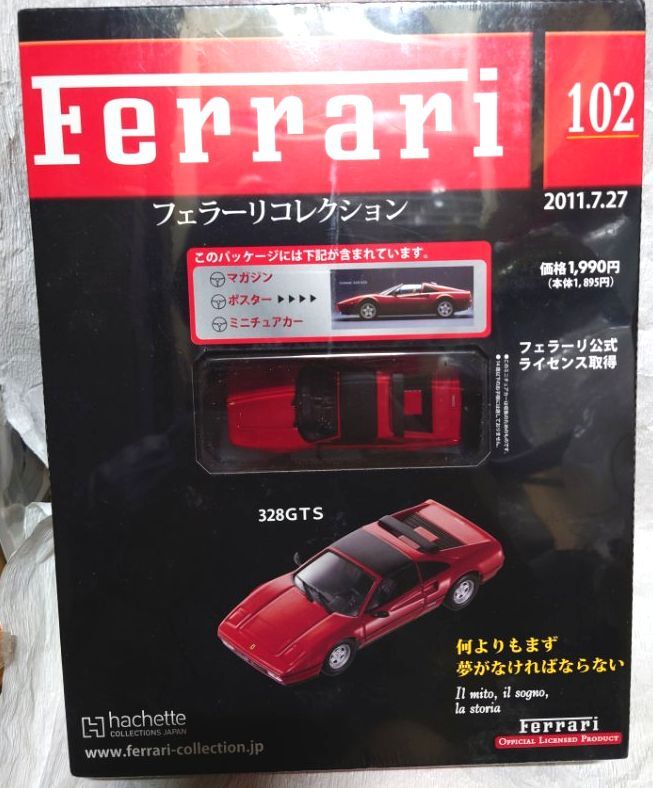 Ferrari
102
フェラーリコレクション
2011.7.27
このパッケージには下記が含まれています。
マガジン
ポスター ▶▶▶▶
ミニチュアカー
価格1,990円
(本体1,895円)
フェラーリ公式
ライセンス取得
328GTS
何よりもまず
夢がなければならない
Il mito, il sogno,
la storia
hachette
COLLECTIONS JAPAN
www.ferrari-collection.jp
Ferrari
OFFICIAL LICENSED PRODUCT